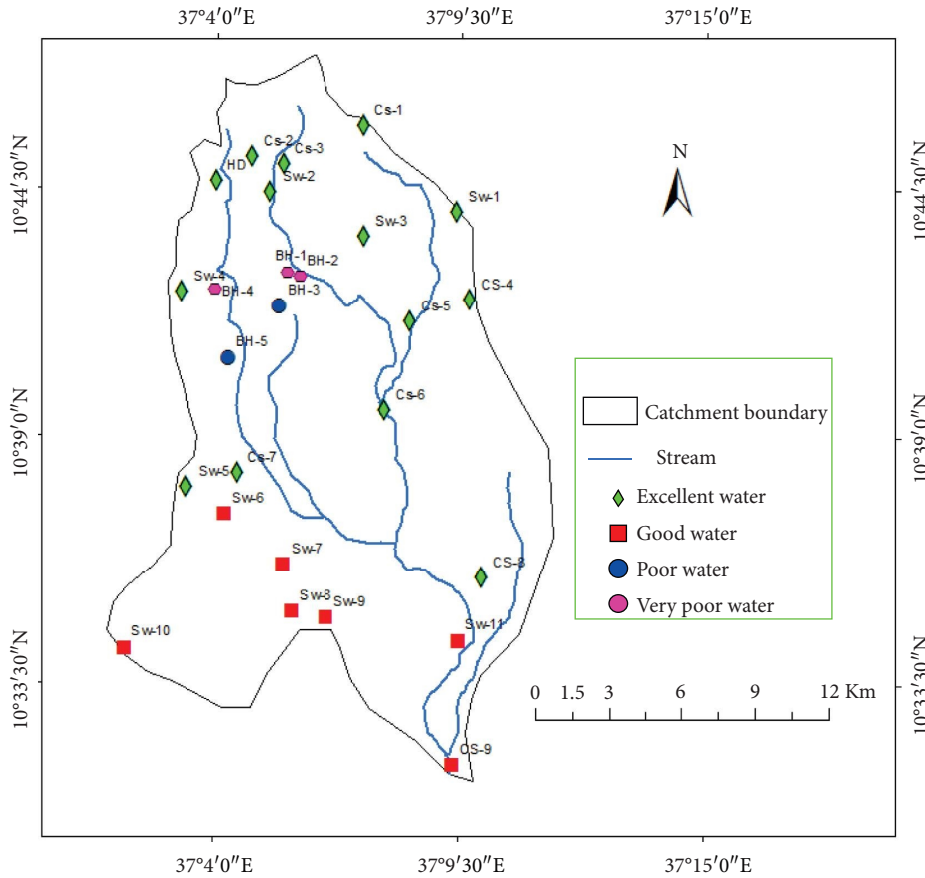 37°4′0″E 37°9′30″E 37°15′0″E
10°44′30″N
10°39′0″N
10°33′30″N
Cs-1
Cs-2
Cs-3
HD
Sw-2
Sw-1
Sw-3
BH-1
BH-2
Sw-4
BH-4
BH-3
CS-4
Cs-5
BH-5
Cs-6
Cs-7
Sw-5
Sw-6
Sw-7
CS-8
Sw-8
Sw-9
Sw-10
Sw-11
CS-9
N
Catchment boundary
Stream
Excellent water
Good water
Poor water
Very poor water
0 1.5 3 6 9 12 Km
10°44′30″N
10°39′0″N
10°33′30″N
37°4′0″E 37°9′30″E 37°15′0″E